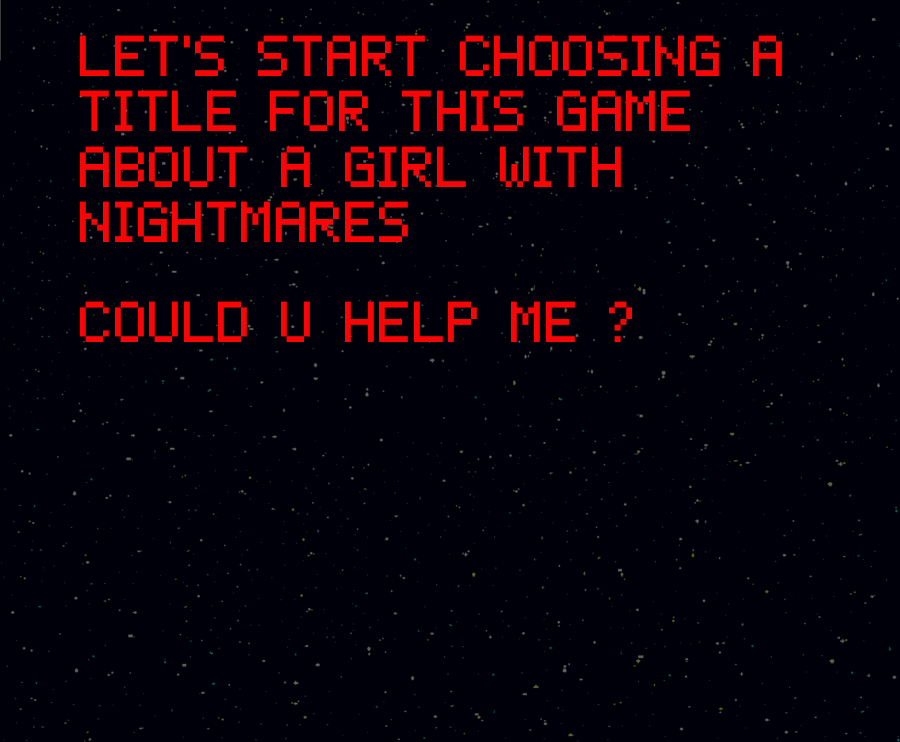 LET'S START CHOOSING A
TITLE FOR THIS GAME
ABOUT A GIRL WITH
NIGHTMARES
COULD U HELP ME ?